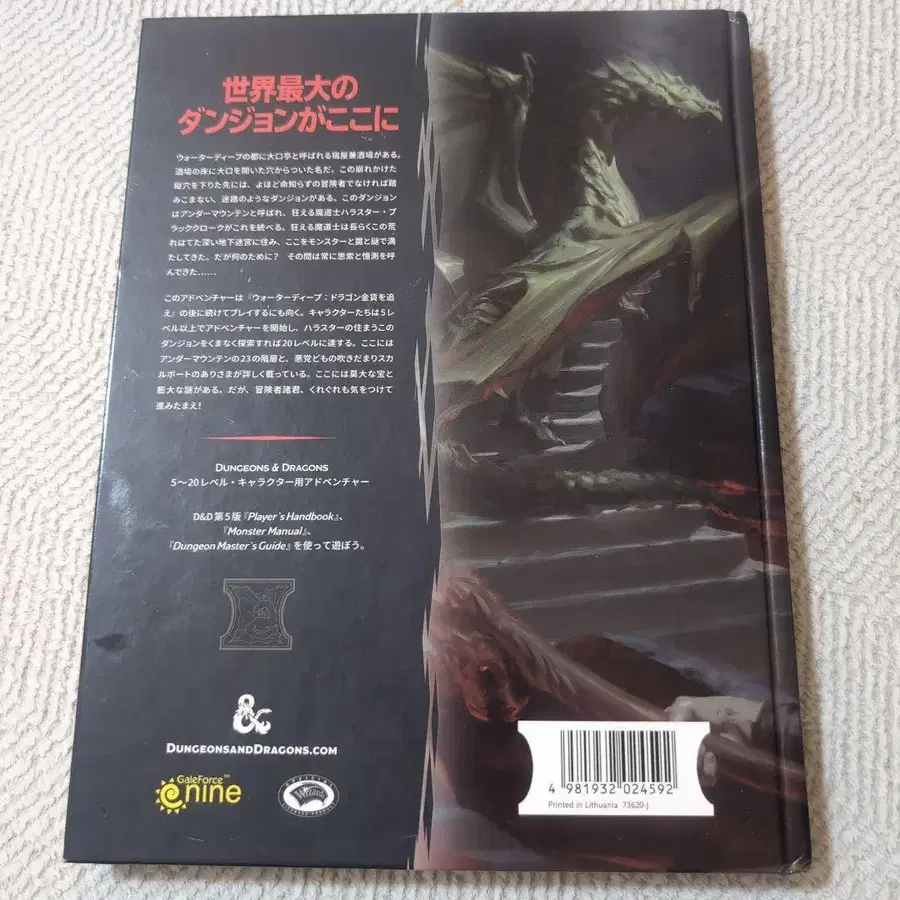 世界最大の
ダンジョンがここに
ウォーターディープの都に大口亭と呼ばれる宿屋兼酒場がある。
酒場の床に大口を開いた穴からついた名だ。この崩れかけた
縦穴を下りた先には、よほど命知らずの冒険者でなければ踏
みこまない、迷路のようなダンジョンがある。このダンジョン
はアンダーマウンテンと呼ばれ、狂える魔道士ハラスター・ブ
ラッククロークがこれを統べる。狂える魔道士は長らくこの荒
れはてた深い地下迷宮に住み、ここをモンスターと罠と謎で満
たしてきた。だが何のために？ その問は常に思索と憶測を呼
んできた……
このアドベンチャーは『ウォーターディープ：ドラゴン金貨を追
え』の後に続けてプレイするにも向く。キャラクターたちは5レ
ベル以上でアドベンチャーを開始し、ハラスターの住まうこの
ダンジョンをくまなく探索すれば20レベルに達する。ここには
アンダーマウンテンの23の階層と、悪党どもの吹きだまりスカ
ルポートのありさまが詳しく載っている。ここには莫大な宝と
膨大な謎がある。だが、冒険者諸君、くれぐれも気をつけて
進みたまえ！
DUNGEONS & DRAGONS
5〜20レベル・キャラクター用アドベンチャー
D&D第5版『Player's Handbook』、
『Monster Manual』、
『Dungeon Master's Guide』を使って遊ぼう。
DUNGEONSANDDRAGONS.COM
GaleForce™
nine
OFFICIAL
Wizards
LICENSED PRODUCT
4 981932 024592
Printed in Lithuania 73620-J